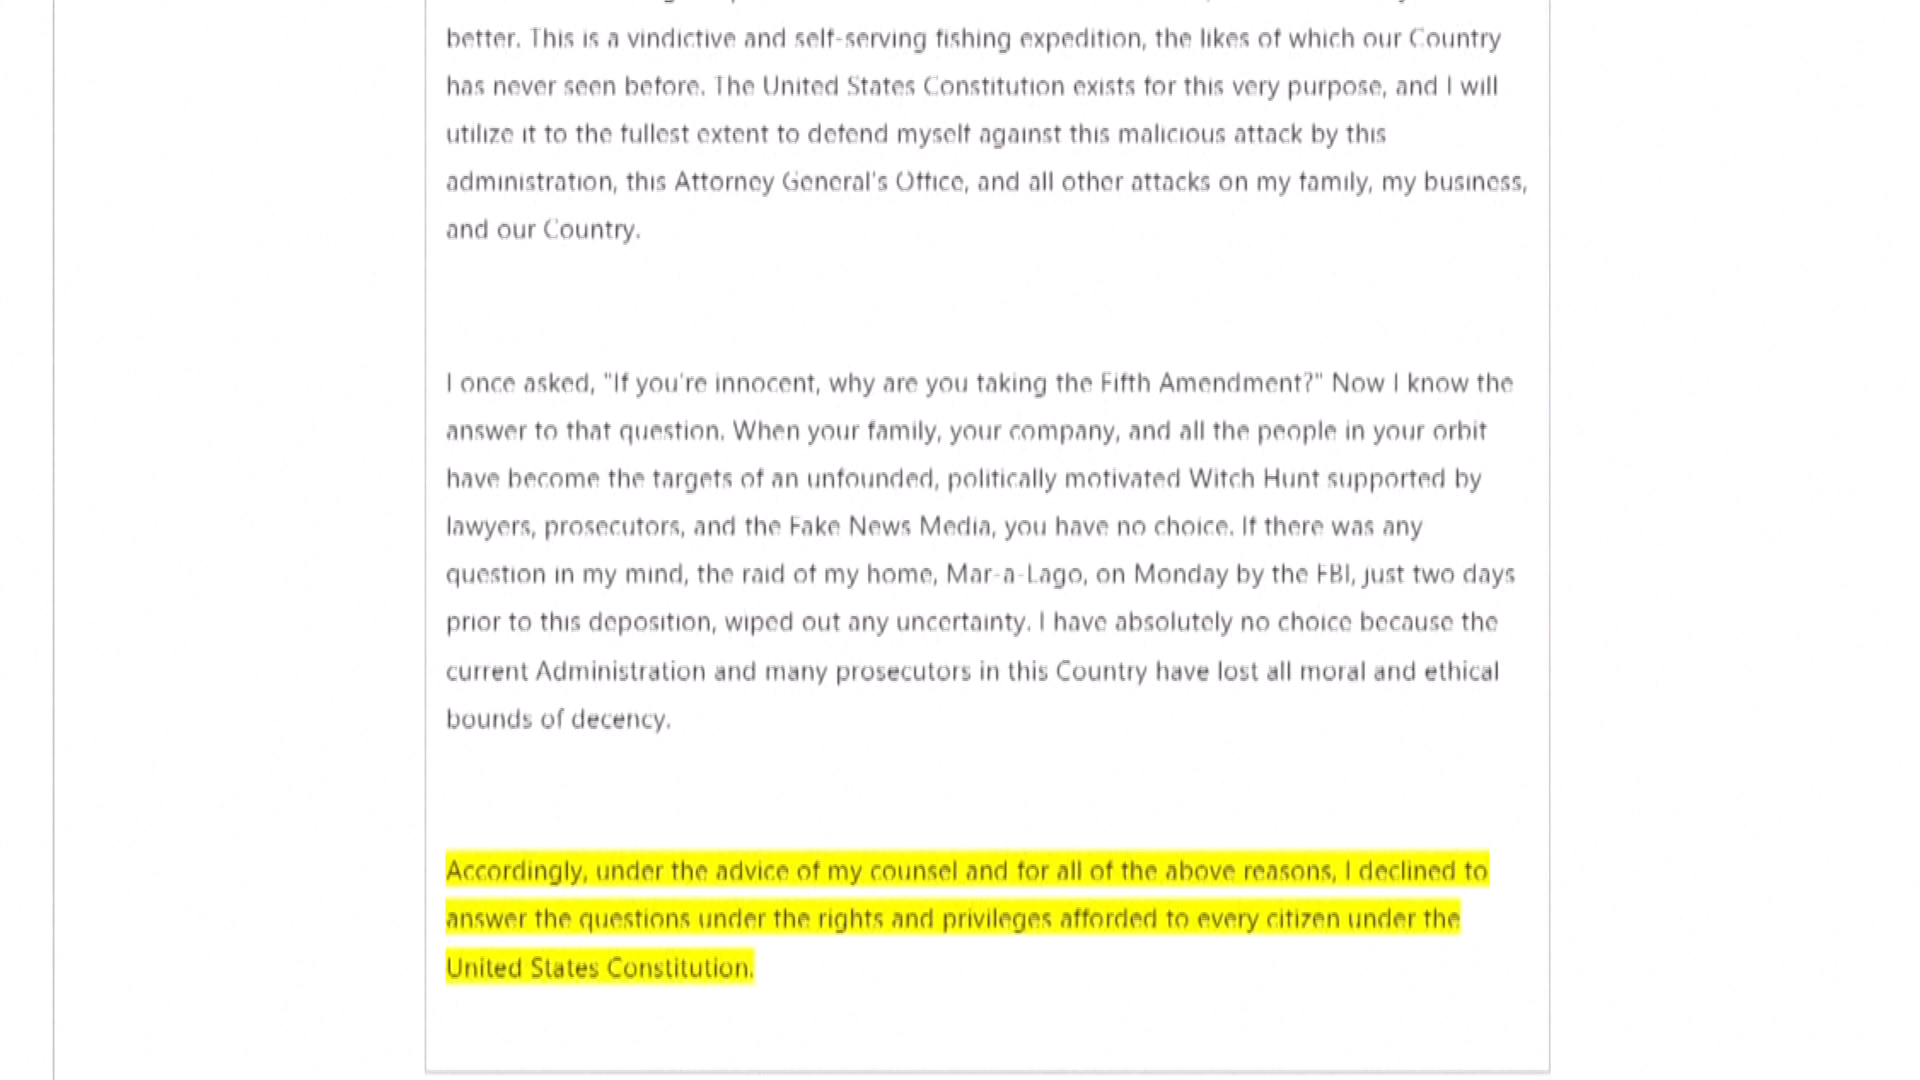 better. This is a vindictive and self-serving fishing expedition, the likes of which our Country
has never seen before. The United States Constitution exists for this very purpose, and I will
utilize it to the fullest extent to defend myself against this malicious attack by this
administration, this Attorney General's Office, and all other attacks on my family, my business,
and our Country.
I once asked, "If you're innocent, why are you taking the Fifth Amendment?" Now I know the
answer to that question. When your family, your company, and all the people in your orbit
have become the targets of an unfounded, politically motivated Witch Hunt supported by
lawyers, prosecutors, and the Fake News Media, you have no choice. If there was any
question in my mind, the raid of my home, Mar-a-Lago, on Monday by the FBI, just two days
prior to this deposition, wiped out any uncertainty. I have absolutely no choice because the
current Administration and many prosecutors in this Country have lost all moral and ethical
bounds of decency.
Accordingly, under the advice of my counsel and for all of the above reasons, I declined to
answer the questions under the rights and privileges afforded to every citizen under the
United States Constitution.